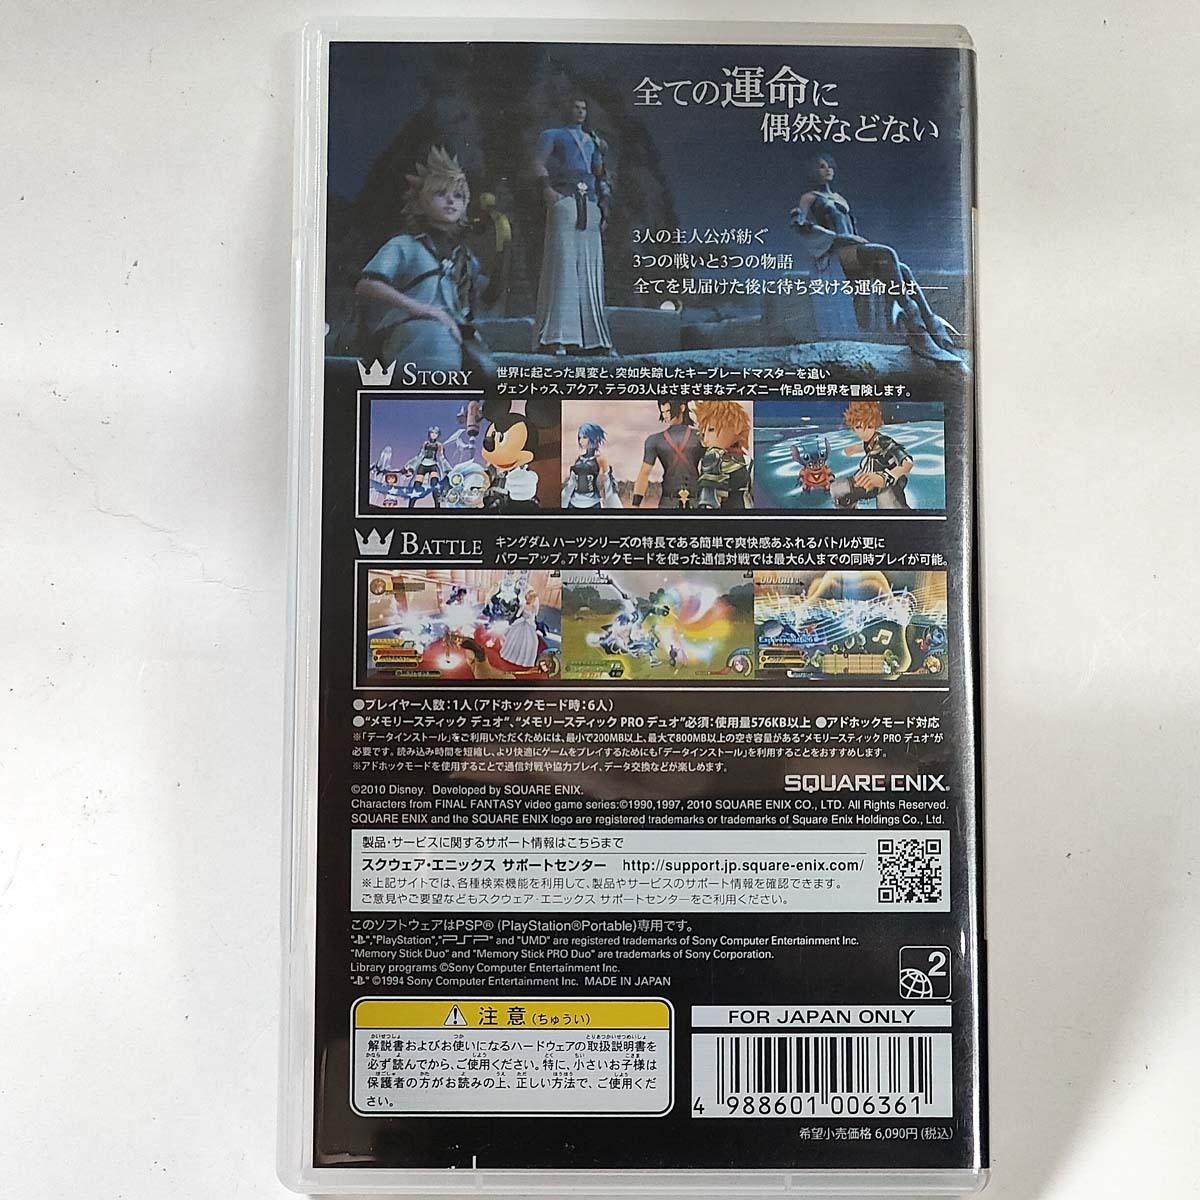 全ての運命に
偶然などない
3人の主人公が紡ぐ
3つの戦いと3つの物語
全てを見届けた後に待ち受ける運命とは——
STORY
世界に起こった異変と、突如失踪したキーブレードマスターを追い
ヴェントゥス、アクア、テラの3人はさまざまなディズニー作品の世界を冒険します。
BATTLE
キングダム ハーツシリーズの特長である簡単で爽快感あふれるバトルが更に
パワーアップ。アドホックモードを使った通信対戦では最大6人までの同時プレイが可能。
●プレイヤー人数：1人（アドホックモード時：6人）
●“メモリースティック デュオ”、“メモリースティック PRO デュオ”必須：使用量576KB以上 ●アドホックモード対応
※「データインストール」をご利用いただくためには、最小で200MB以上、最大で800MB以上の空き容量がある“メモリースティック PRO デュオ”が
必要です。読み込み時間を短縮し、より快適にゲームをプレイするためにも「データインストール」を利用することをおすすめします。
※アドホックモードを使用することで通信対戦や協力プレイ、データ交換などが楽しめます。
SQUARE ENIX.
©2010 Disney. Developed by SQUARE ENIX.
Characters from FINAL FANTASY video game series:©1990,1997, 2010 SQUARE ENIX CO., LTD. All Rights Reserved.
SQUARE ENIX and the SQUARE ENIX logo are registered trademarks or trademarks of Square Enix Holdings Co., Ltd.
製品・サービスに関するサポート情報はこちらまで
スクウェア・エニックス サポートセンター http://support.jp.square-enix.com/
※上記サイトでは、各種検索機能を利用して、製品やサービスのサポート情報を確認できます。
ご意見やご要望などもスクウェア・エニックス サポートセンターをご利用ください。
このソフトウェアはPSP® (PlayStation®Portable)専用です。
"PS","PlayStation","PSP" and "UMD" are registered trademarks of Sony Computer Entertainment Inc.
"Memory Stick Duo" and "Memory Stick PRO Duo" are trademarks of Sony Corporation.
Library programs ©Sony Computer Entertainment Inc.
"PS" ©1994 Sony Computer Entertainment Inc. MADE IN JAPAN
2
注意（ちゅうい）
解説書およびお使いになるハードウェアの取扱説明書を
必ず読んでから、ご使用ください。特に、小さいお子様は
保護者の方がお読みの上、正しい方法で、ご使用くだ
さい。
FOR JAPAN ONLY
4 988601 006361
希望小売価格 6,090円（税込）